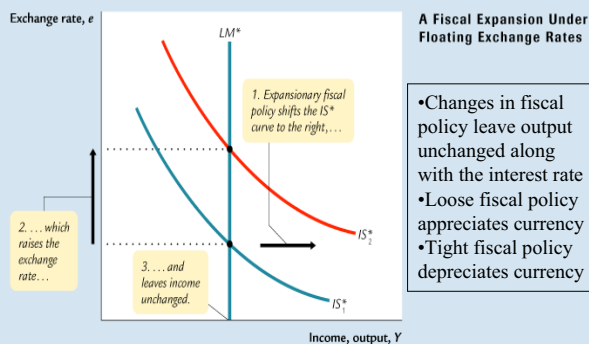 Exchange rate, e
A Fiscal Expansion Under
Floating Exchange Rates
LM*
1. Expansionary fiscal
policy shifts the IS*
curve to the right,...
•Changes in fiscal
policy leave output
unchanged along
with the interest rate
•Loose fiscal policy
appreciates currency
•Tight fiscal policy
depreciates currency
2. ... which
raises the
exchange
rate...
3. ... and
leaves income
unchanged.
IS*2
IS*1
Income, output, Y